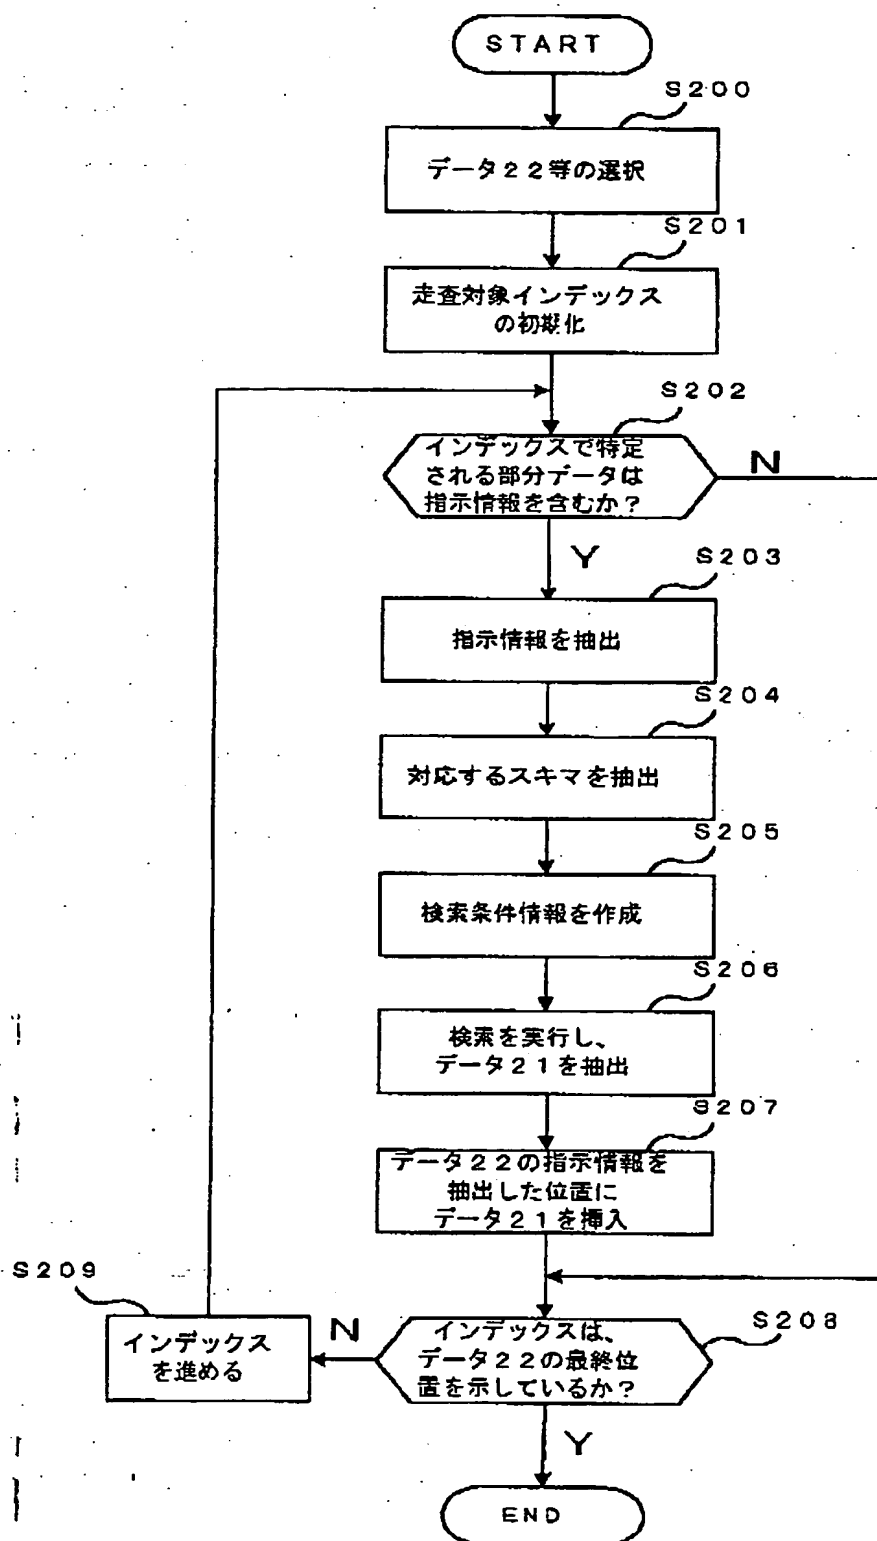 START
S200
データ22等の選択
S201
走査対象インデックス
の初期化
S202
インデックスで特定
される部分データは
指示情報を含むか?
N
Y
S203
指示情報を抽出
S204
対応するスキマを抽出
S205
検索条件情報を作成
S206
検索を実行し、
データ21を抽出
S207
データ22の指示情報を
抽出した位置に
データ21を挿入
S208
インデックスは、
データ22の最終位
置を示しているか?
N
S209
インデックス
を進める
Y
END